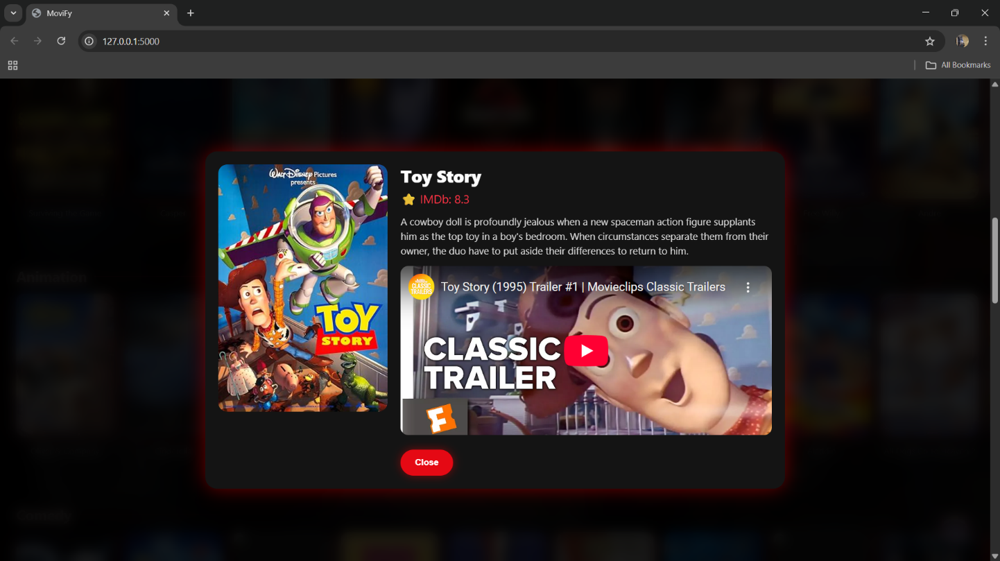 MoviFy
127.0.0.1:5000
All Bookmarks
WALT DISNEY Pictures
presents
TOY
STORY
Toy Story
IMDb: 8.3
A cowboy doll is profoundly jealous when a new spaceman action figure supplants
him as the top toy in a boy's bedroom. When circumstances separate them from their
owner, the duo have to put aside their differences to return to him.
CLASSIC
TRAILERS
Toy Story (1995) Trailer #1 | Movieclips Classic Trailers
CLASSIC
TRAILER
F
Close
Animation
Comedy